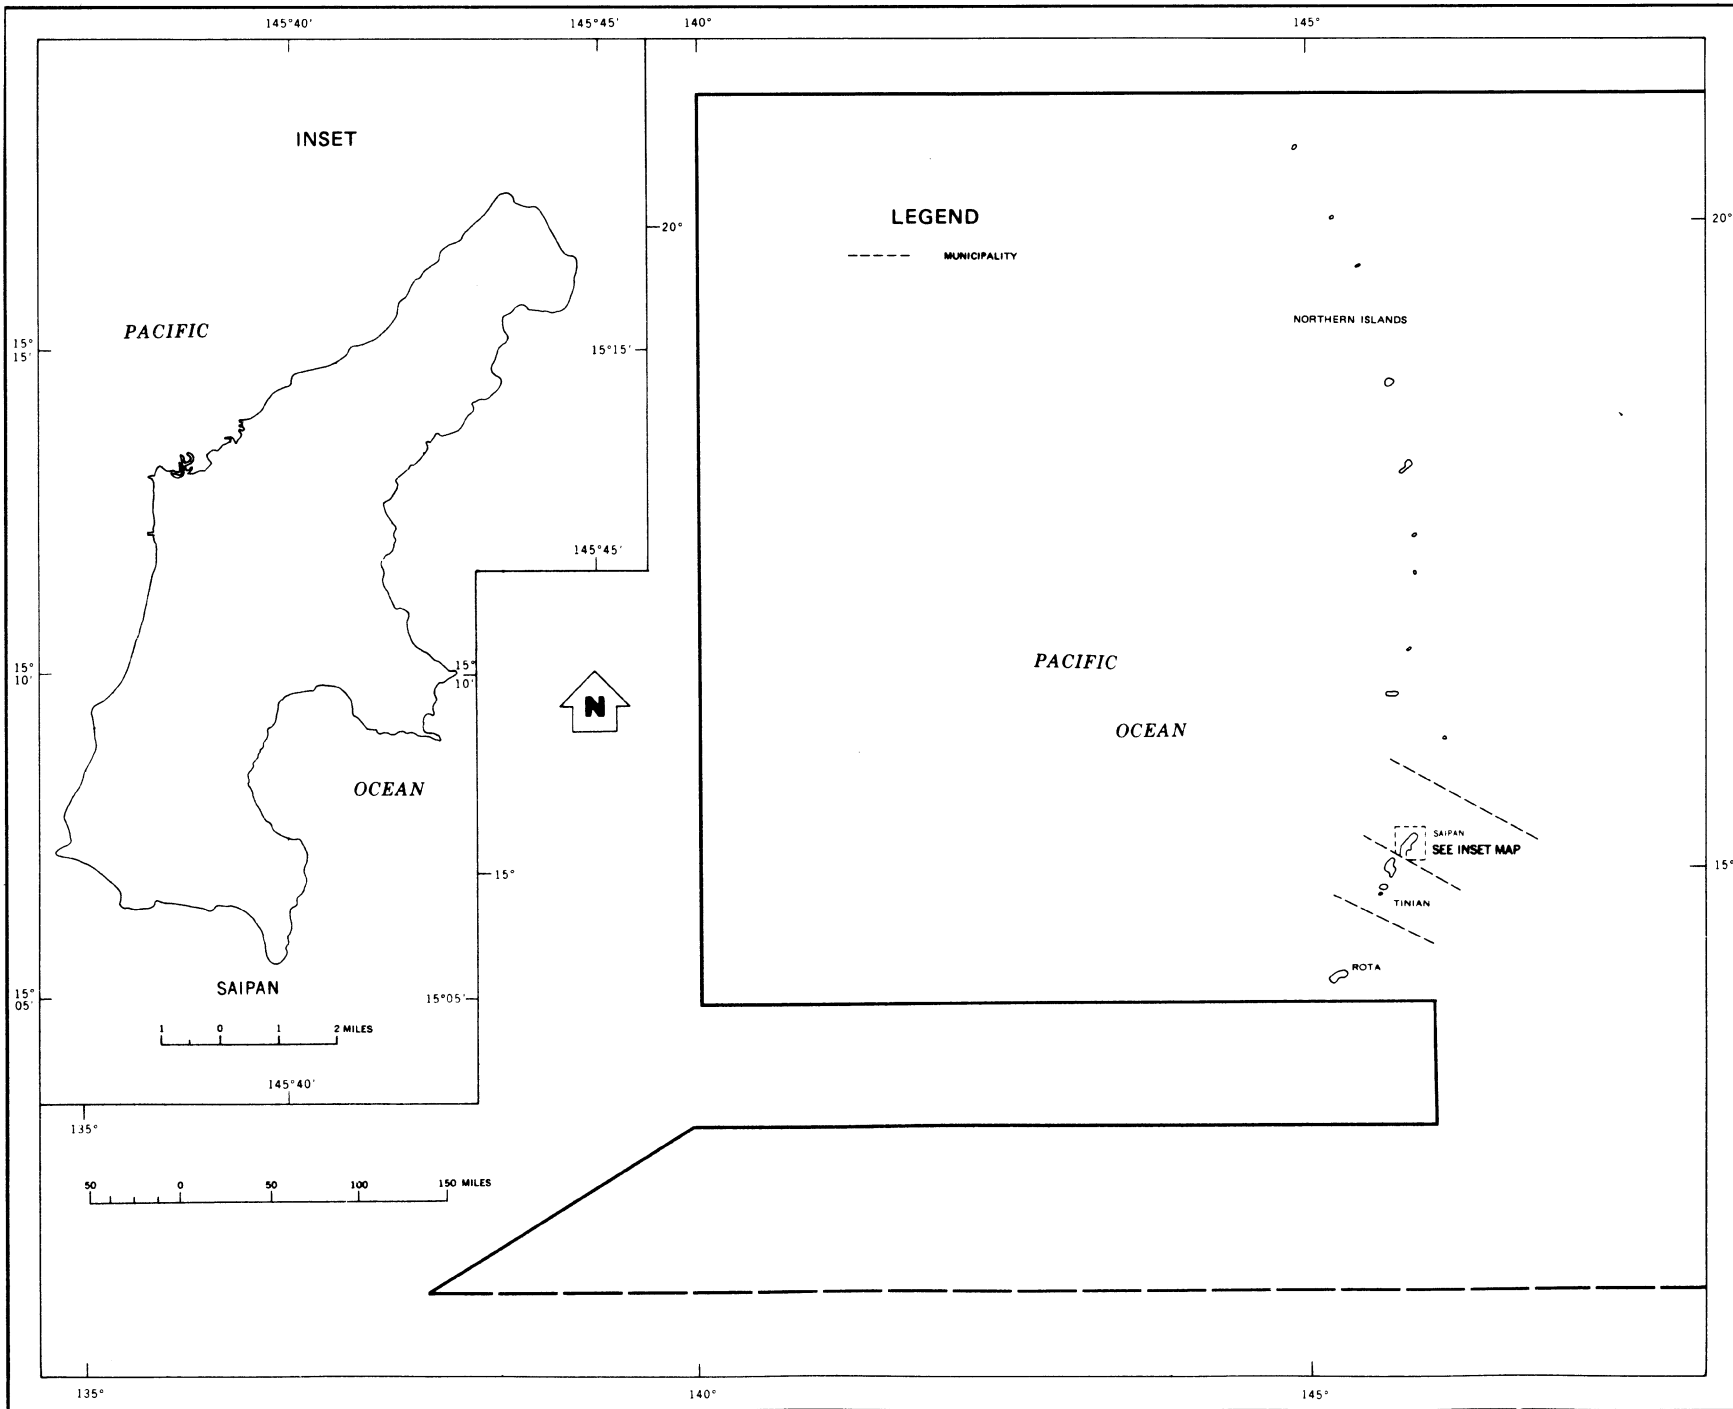 145°40'
145°45'
140°
145°
INSET
LEGEND
20°
20°
MUNICIPALITY
NORTHERN ISLANDS
PACIFIC
15°
15'
15°15'
145°45'
PACIFIC
15°
10'
15°
10'
N
OCEAN
OCEAN
SAIPAN
SEE INSET MAP
15°
15°
TINIAN
ROTA
SAIPAN
15°
05'
15°05'
1 0 1 2 MILES
145°40'
135°
50 0 50 100 150 MILES
135°
140°
145°